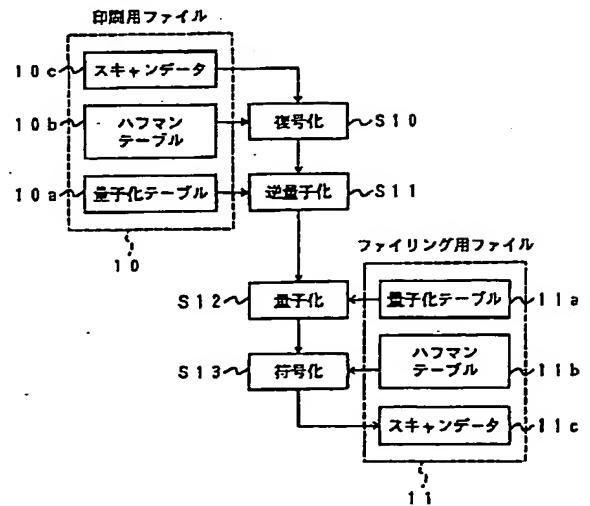 印刷用ファイル
10c
スキャンデータ
10b
ハフマン
テーブル
復号化
S10
10a
量子化テーブル
逆量子化
S11
10
ファイリング用ファイル
S12
量子化
量子化テーブル
11a
S13
符号化
ハフマン
テーブル
11b
スキャンデータ
11c
11